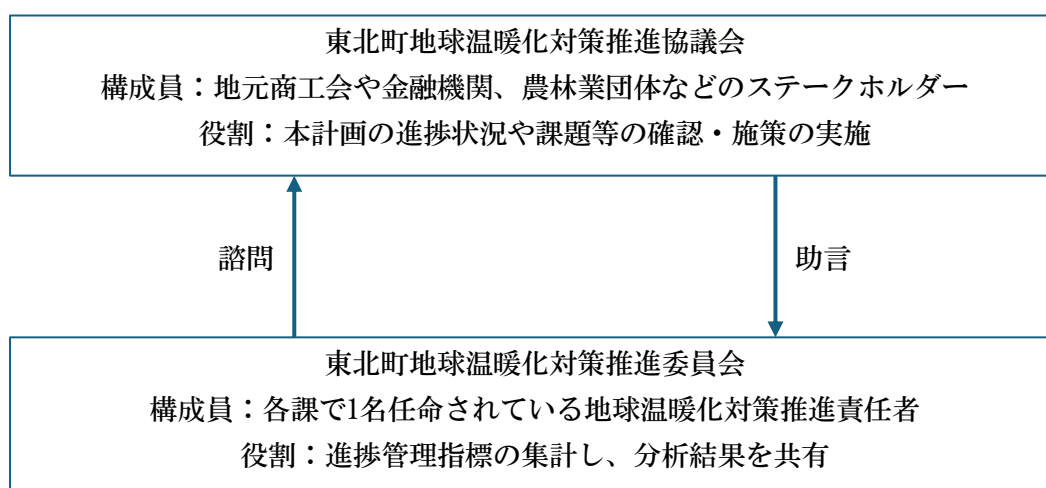 東北町地球温暖化対策推進協議会
構成員：地元商工会や金融機関、農林業団体などのステークホルダー
役割：本計画の進捗状況や課題等の確認・施策の実施
諮問
助言
東北町地球温暖化対策推進委員会
構成員：各課で1名任命されている地球温暖化対策推進責任者
役割：進捗管理指標の集計し、分析結果を共有